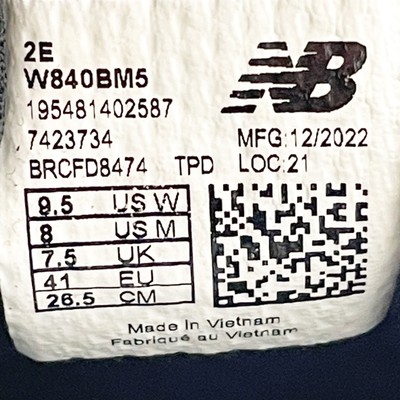 2E
W840BM5
195481402587
7423734 MFG:12/2022
BRCFD8474 TPD LOC:21
9.5 US W
8 US M
7.5 UK
41 EU
26.5 CM
Made in Vietnam
Fabriqué au Vietnam
NB